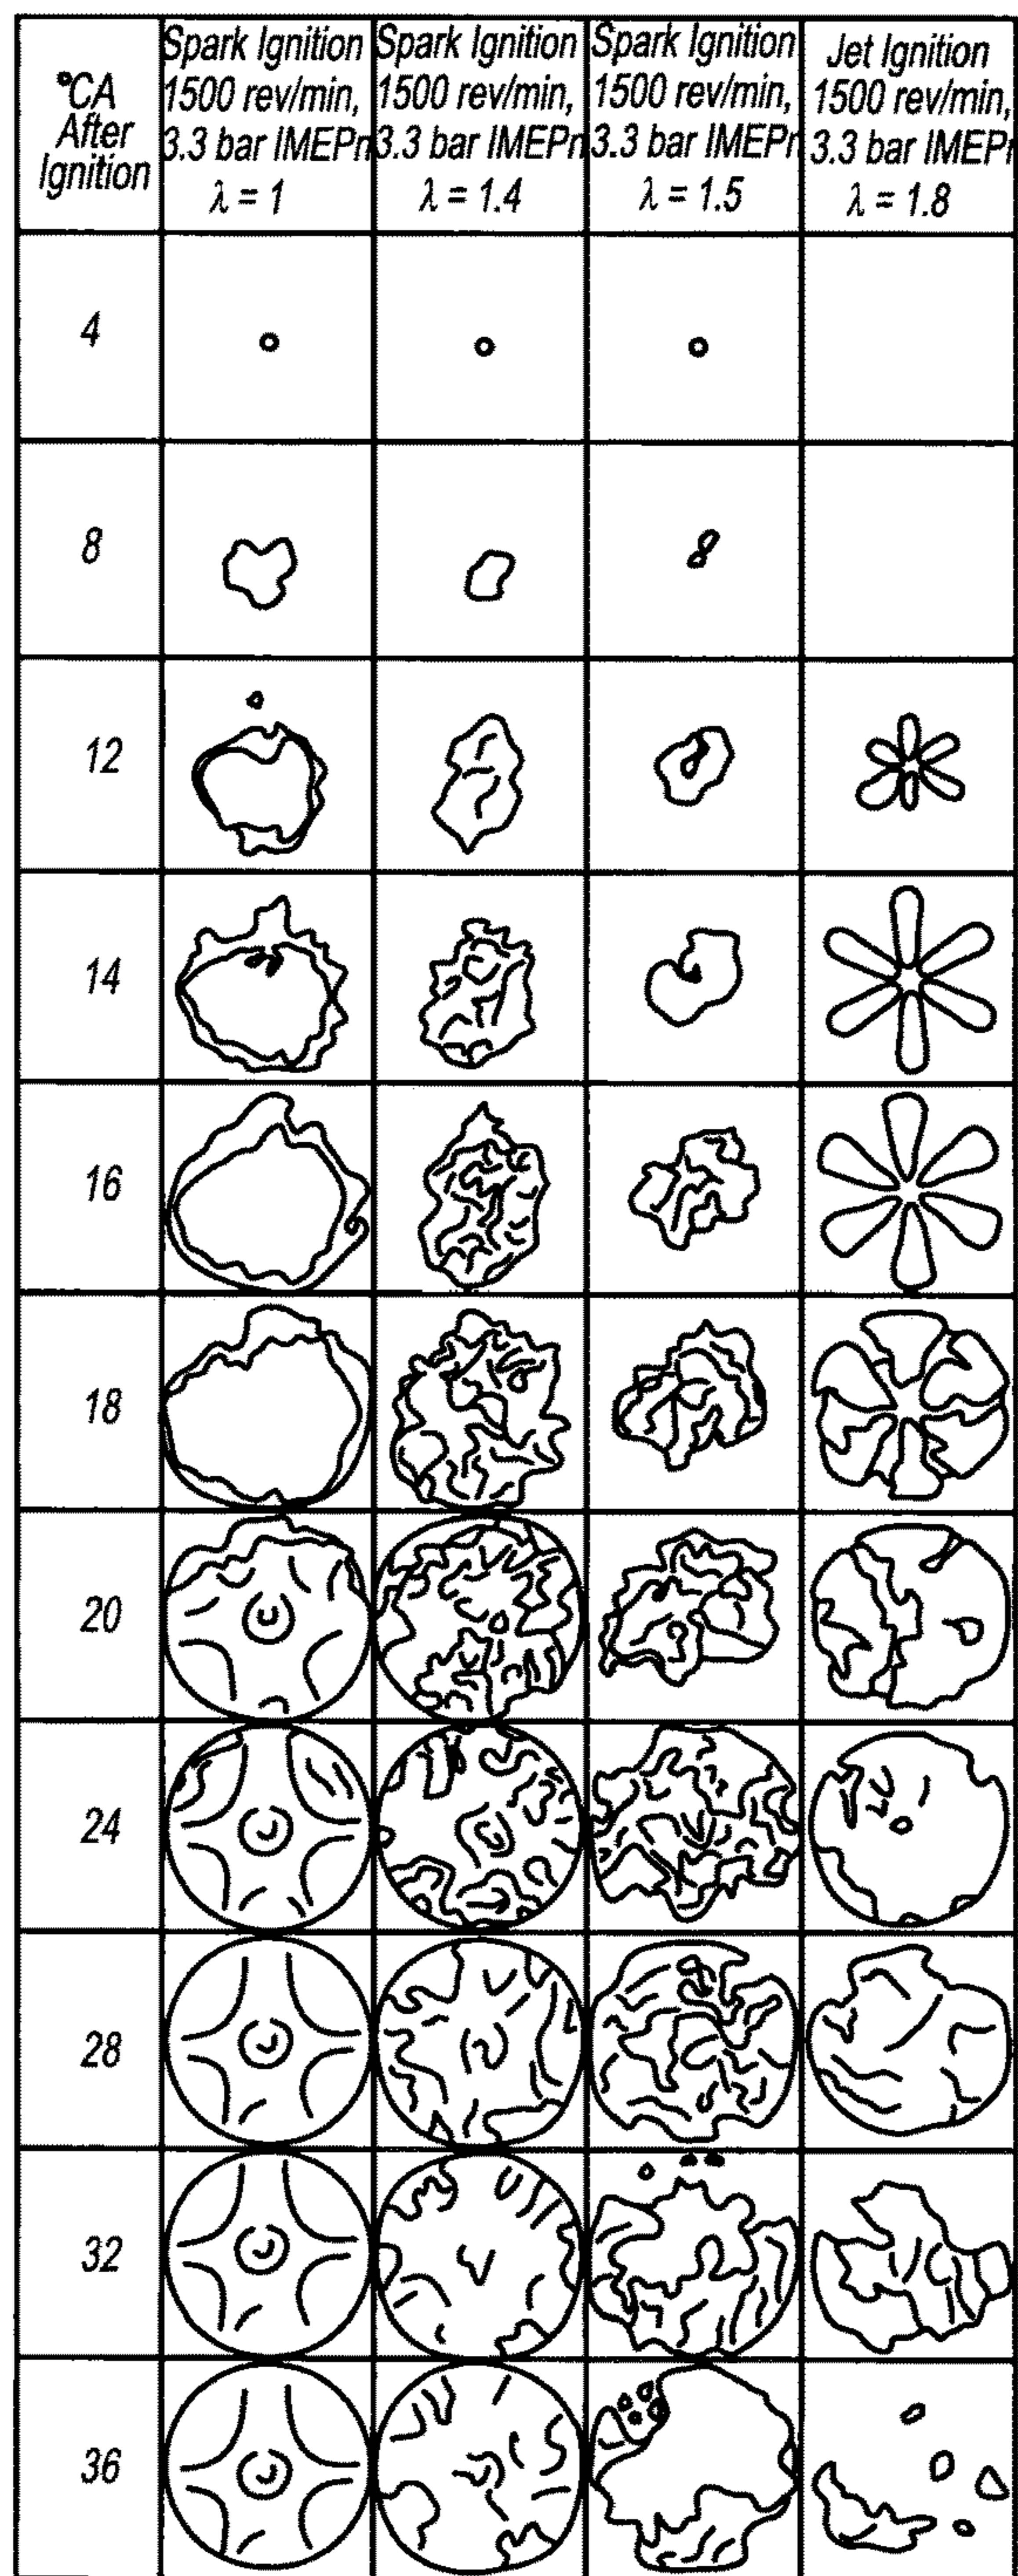 °CA
After
Ignition
Spark Ignition
1500 rev/min,
3.3 bar IMEPn
λ = 1
Spark Ignition
1500 rev/min,
3.3 bar IMEPn
λ = 1.4
Spark Ignition
1500 rev/min,
3.3 bar IMEPn
λ = 1.5
Jet Ignition
1500 rev/min,
3.3 bar IMEPn
λ = 1.8
4
8
12
14
16
18
20
24
28
32
36